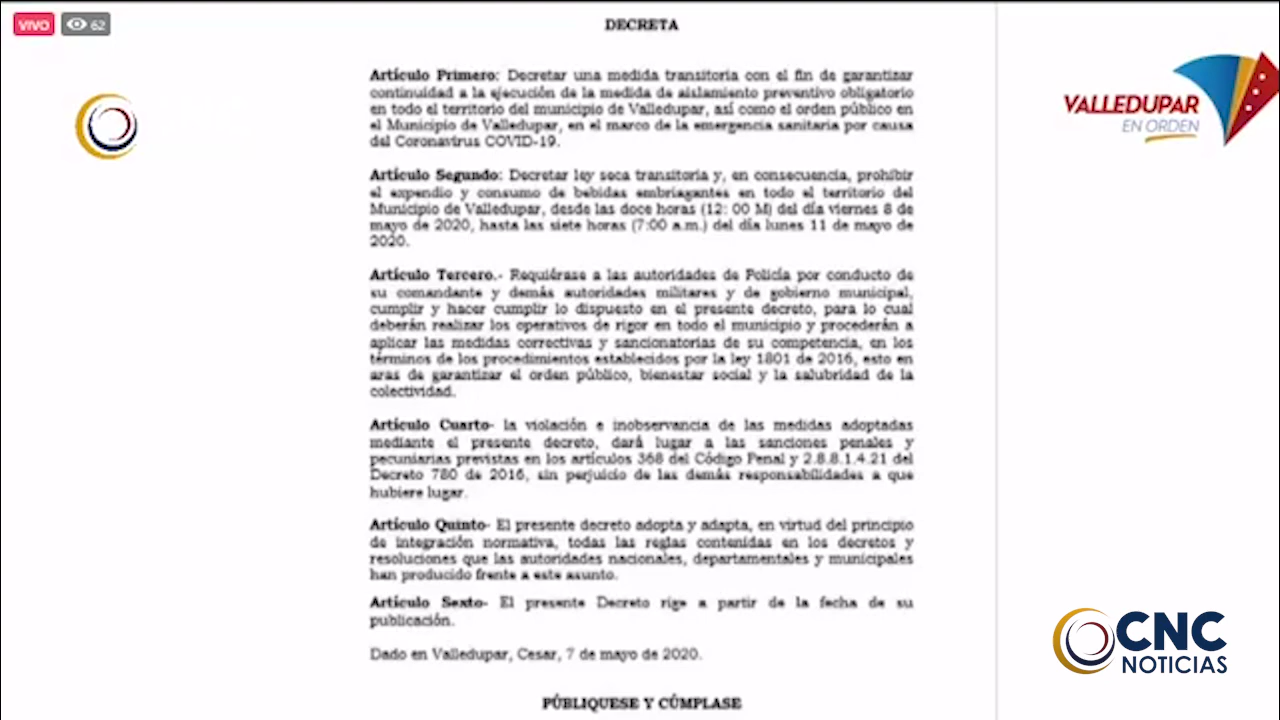 VIVO 62
DECRETA
Artículo Primero: Decretar una medida transitoria con el fin de garantizar
continuidad a la ejecución de la medida de aislamiento preventivo obligatorio
en todo el territorio del municipio de Valledupar, así como el orden público en
el Municipio de Valledupar, en el marco de la emergencia sanitaria por causa
del Coronavirus COVID-19.
Artículo Segundo: Decretar ley seca transitoria y, en consecuencia, prohibir
el expendio y consumo de bebidas embriagantes en todo el territorio del
Municipio de Valledupar, desde las doce horas (12: 00 M) del día viernes 8 de
mayo de 2020, hasta las siete horas (7:00 a.m.) del día lunes 11 de mayo de
2020.
Artículo Tercero.- Requiérase a las autoridades de Policía por conducto de
su comandante y demás autoridades militares y de gobierno municipal,
cumplir y hacer cumplir lo dispuesto en el presente decreto, para lo cual
deberán realizar los operativos de rigor en todo el municipio y procederán a
aplicar las medidas correctivas y sancionatorias de su competencia, en los
términos de los procedimientos establecidos por la ley 1801 de 2016, esto en
aras de garantizar el orden público, bienestar social y la salubridad de la
colectividad.
Artículo Cuarto- la violación e inobservancia de las medidas adoptadas
mediante el presente decreto, dará lugar a las sanciones penales y
pecuniarias previstas en los artículos 368 del Código Penal y 2.8.8.1.4.21 del
Decreto 780 de 2016, sin perjuicio de las demás responsabilidades a que
hubiere lugar.
Artículo Quinto- El presente decreto adopta y adapta, en virtud del principio
de integración normativa, todas las reglas contenidas en los decretos y
resoluciones que las autoridades nacionales, departamentales y municipales
han producido frente a este asunto.
Artículo Sexto- El presente Decreto rige a partir de la fecha de su
publicación.
Dado en Valledupar, Cesar, 7 de mayo de 2020.
PÚBLIQUESE Y CÚMPLASE
VALLEDUPAR
EN ORDEN
CNC
NOTICIAS